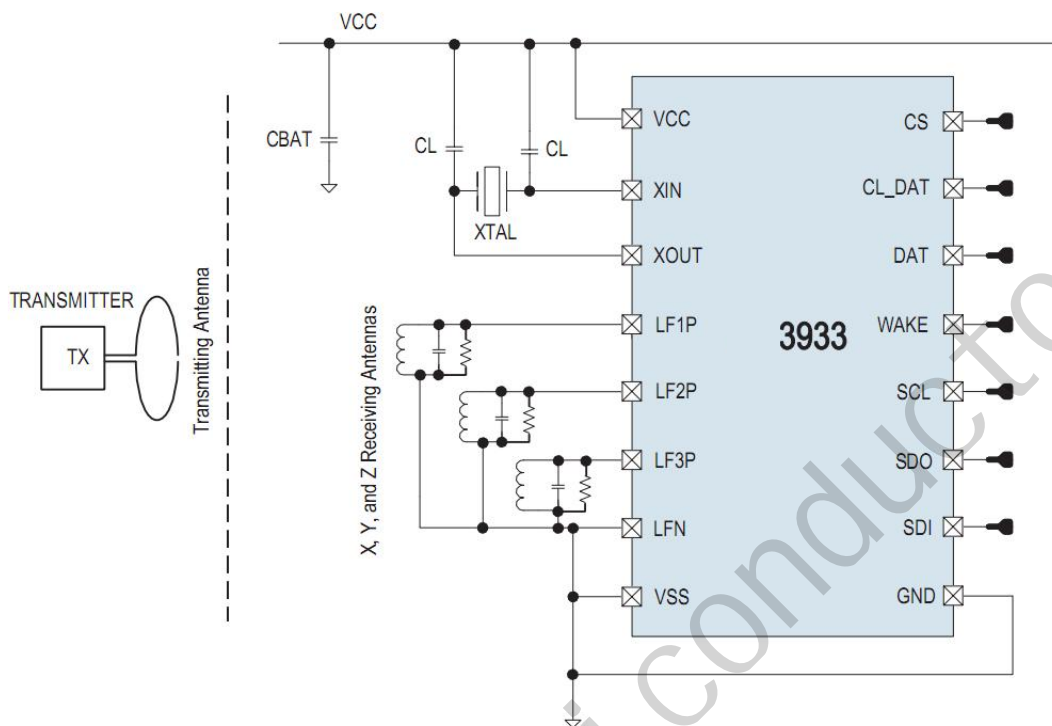 VCC
CBAT
CL
CL
XTAL
TRANSMITTER
TX
Transmitting Antenna
X, Y, and Z Receiving Antennas
3933
VCC
XIN
XOUT
LF1P
LF2P
LF3P
LFN
VSS
CS
CL_DAT
DAT
WAKE
SCL
SDO
SDI
GND
i conducto